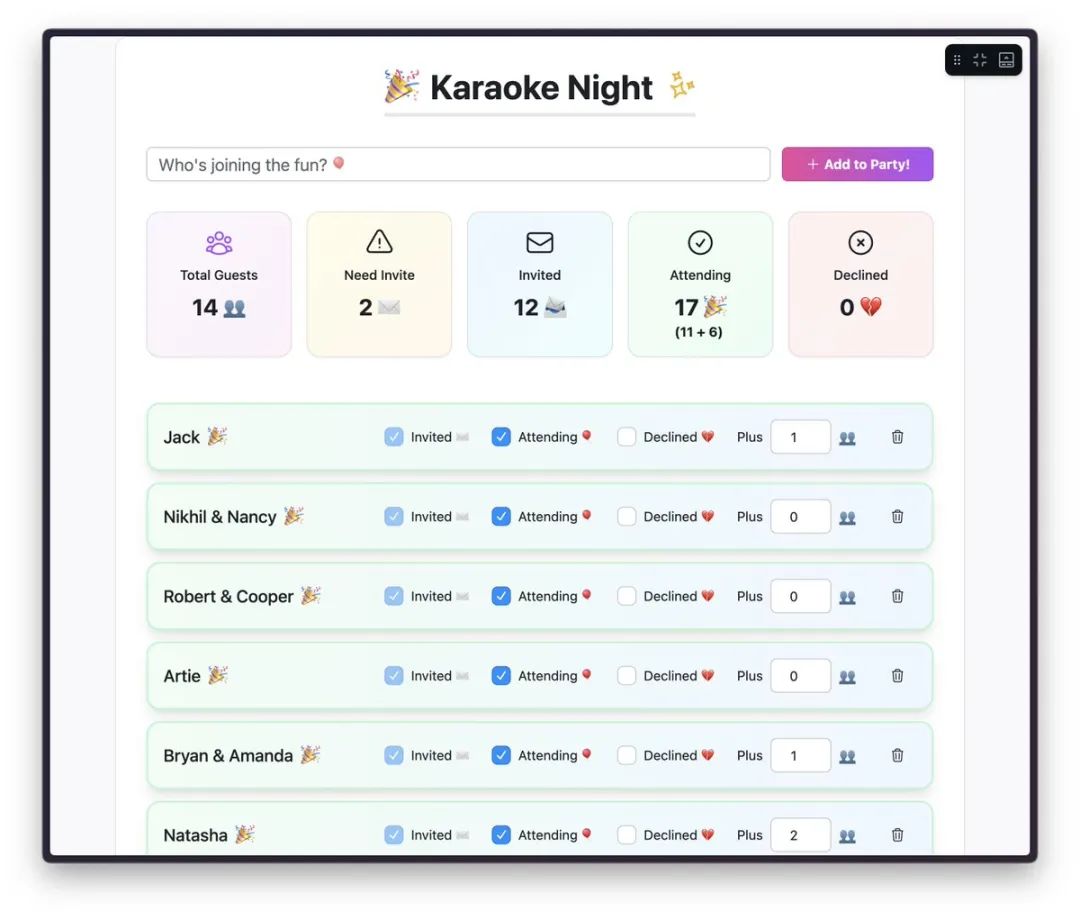 🎉 Karaoke Night ✨
Who's joining the fun? 🎈
+ Add to Party!
Total Guests
14 👥
Need Invite
2 ✉️
Invited
12 📨
Attending
17 🎉
(11 + 6)
Declined
0 💔
Jack 🎉 Invited ✉️ Attending 🎈 Declined 💔 Plus 1 👥
Nikhil & Nancy 🎉 Invited ✉️ Attending 🎈 Declined 💔 Plus 0 👥
Robert & Cooper 🎉 Invited ✉️ Attending 🎈 Declined 💔 Plus 0 👥
Artie 🎉 Invited ✉️ Attending 🎈 Declined 💔 Plus 0 👥
Bryan & Amanda 🎉 Invited ✉️ Attending 🎈 Declined 💔 Plus 1 👥
Natasha 🎉 Invited ✉️ Attending 🎈 Declined 💔 Plus 2 👥